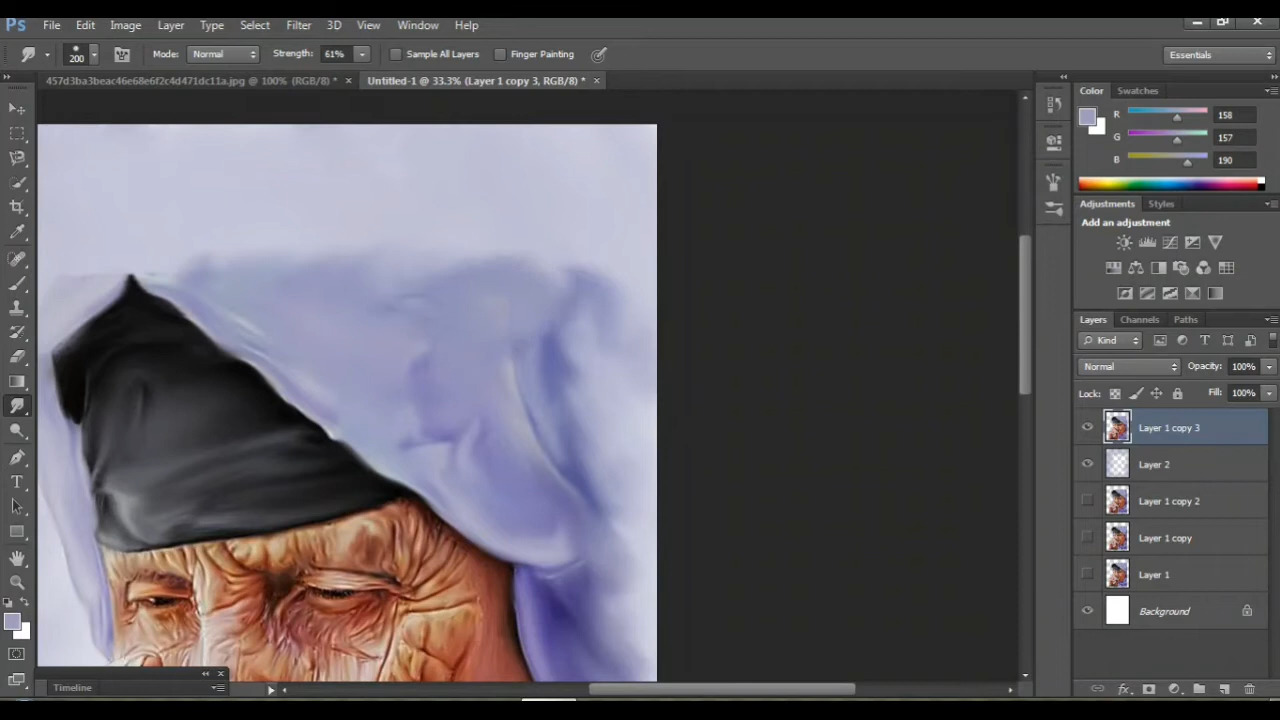 Ps File Edit Image Layer Type Select Filter 3D View Window Help
200 Mode: Normal Strength: 61% Sample All Layers Finger Painting Essentials
457d3ba3beac46e68e6f2c4d471dc11a.jpg @ 100% (RGB/8) * × Untitled-1 @ 33.3% (Layer 1 copy 3, RGB/8) * ×
Color Swatches
R 158
G 157
B 190
Adjustments Styles
Add an adjustment
Layers Channels Paths
Kind
Normal Opacity: 100%
Lock: Fill: 100%
Layer 1 copy 3
Layer 2
Layer 1 copy 2
Layer 1 copy
Layer 1
Background
Timeline